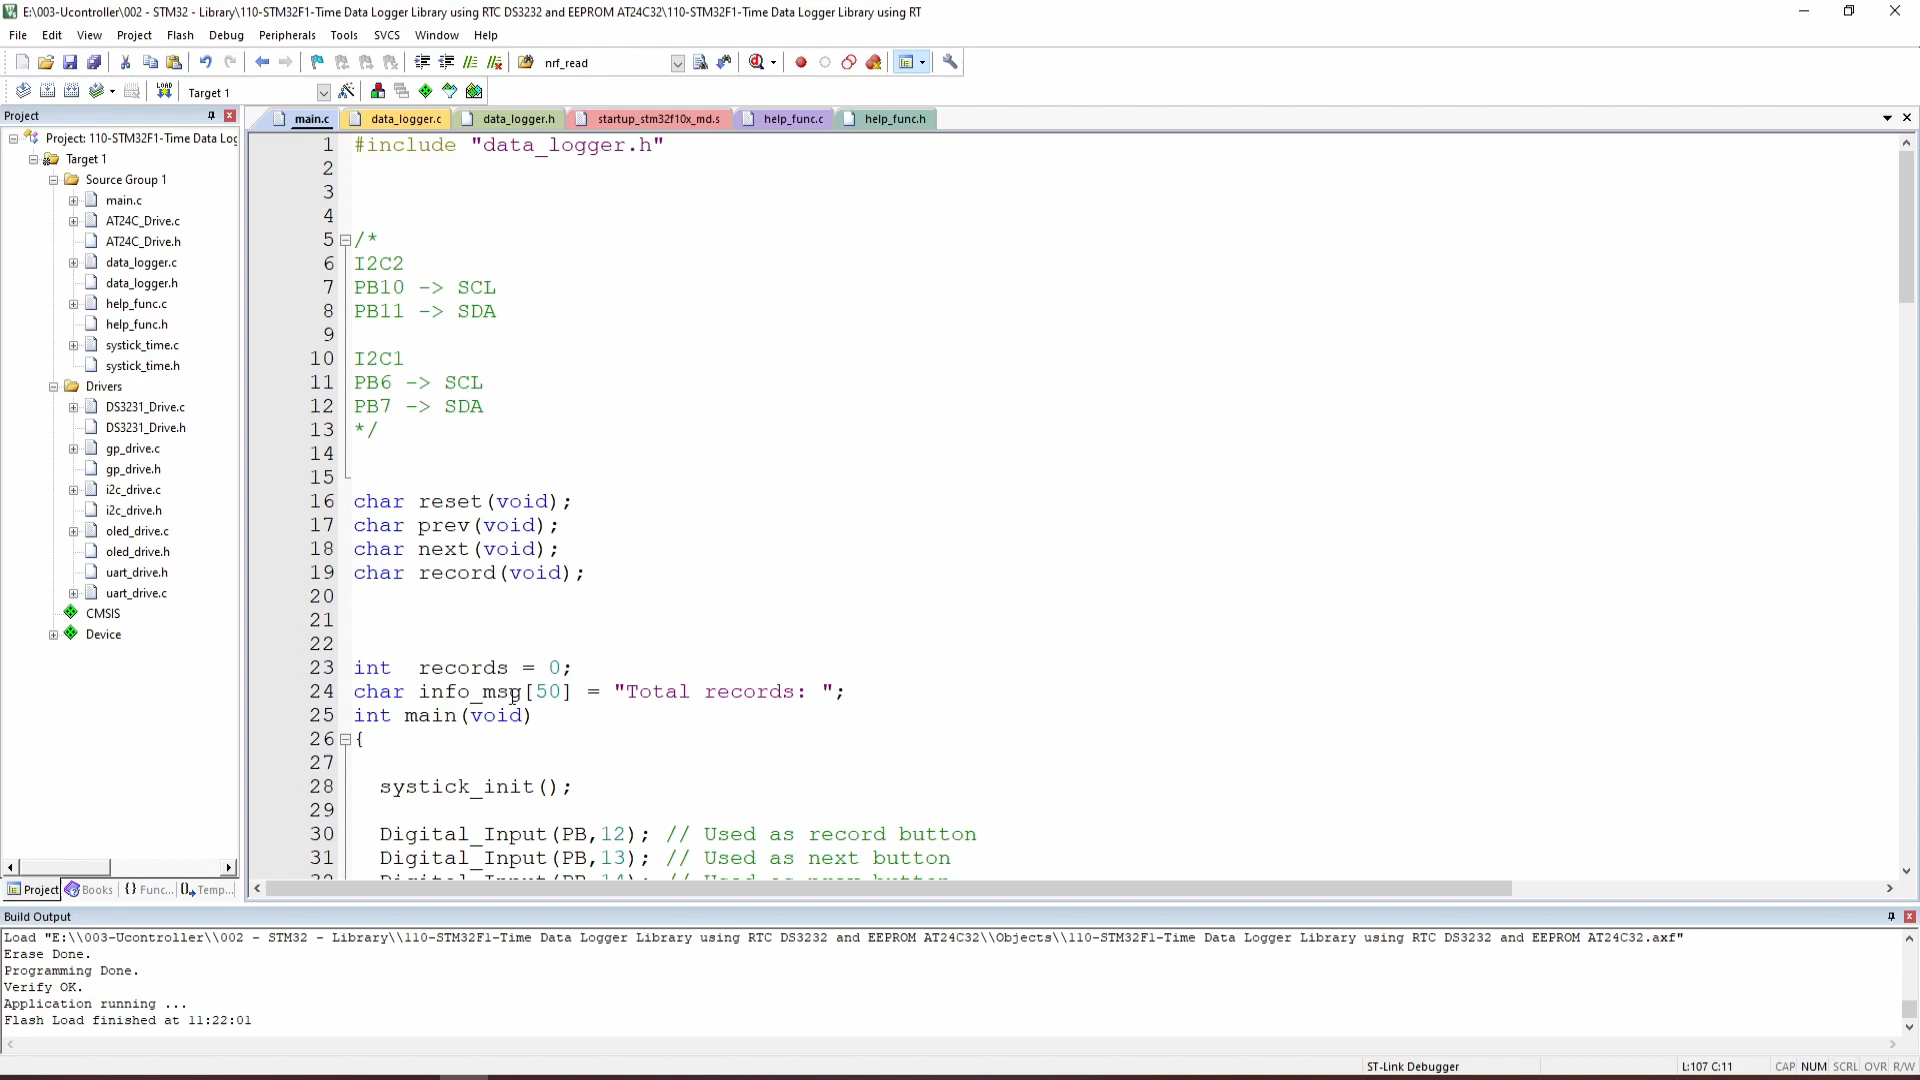 E:\003-Ucontroller\002 - STM32 - Library\110-STM32F1-Time Data Logger Library using RTC DS3232 and EEPROM AT24C32\110-STM32F1-Time Data Logger Library using RT
File Edit View Project Flash Debug Peripherals Tools SVCS Window Help
nrf_read
LOAD Target 1
Project
main.c data_logger.c data_logger.h startup_stm32f10x_md.s help_func.c help_func.h
Project: 110-STM32F1-Time Data Log
Target 1
Source Group 1
main.c
AT24C_Drive.c
AT24C_Drive.h
data_logger.c
data_logger.h
help_func.c
help_func.h
systick_time.c
systick_time.h
Drivers
DS3231_Drive.c
DS3231_Drive.h
gp_drive.c
gp_drive.h
i2c_drive.c
i2c_drive.h
oled_drive.c
oled_drive.h
uart_drive.h
uart_drive.c
CMSIS
Device
Project Books {} Func... 0. Temp...
1 #include "data_logger.h"
2
3
4
5 /*
6 I2C2
7 PB10 -> SCL
8 PB11 -> SDA
9
10 I2C1
11 PB6 -> SCL
12 PB7 -> SDA
13 */
14
15
16 char reset(void);
17 char prev(void);
18 char next(void);
19 char record(void);
20
21
22
23 int  records = 0;
24 char info_msg[50] = "Total records: ";
25 int main(void)
26 {
27
28 systick_init();
29
30 Digital_Input(PB,12); // Used as record button
31 Digital_Input(PB,13); // Used as next button
32 Digital_Input(PB,14); // Used as prev button
Build Output
Load "E:\\003-Ucontroller\\002 - STM32 - Library\\110-STM32F1-Time Data Logger Library using RTC DS3232 and EEPROM AT24C32\\Objects\\110-STM32F1-Time Data Logger Library using RTC DS3232 and EEPROM AT24C32.axf"
Erase Done.
Programming Done.
Verify OK.
Application running ...
Flash Load finished at 11:22:01
ST-Link Debugger L:107 C:11 CAP NUM SCRL OVR R/W